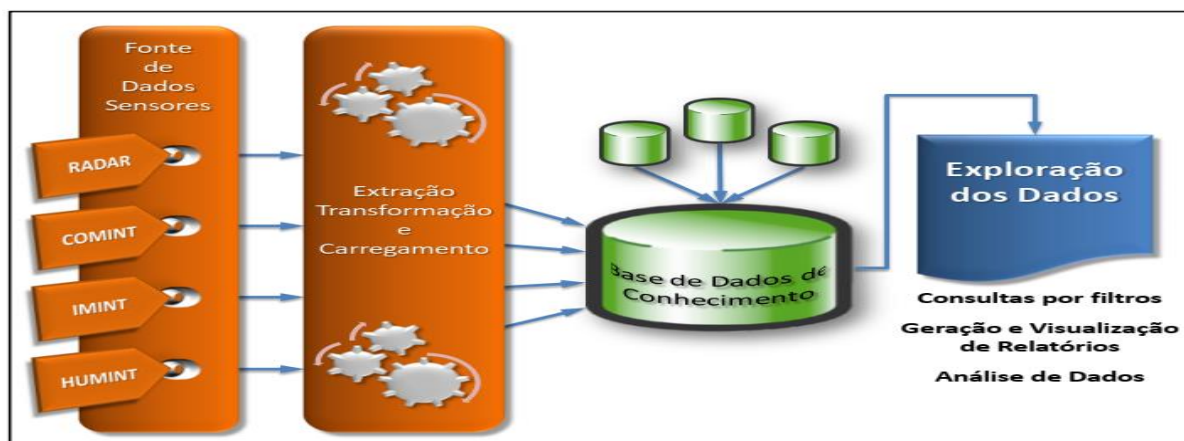 Fonte
de
Dados
Sensores
RADAR
COMINT
IMINT
HUMINT
Extração
Transformação
e
Carregamento
Base de Dados de
Conhecimento
Exploração
dos Dados
Consultas por filtros
Geração e Visualização
de Relatórios
Análise de Dados